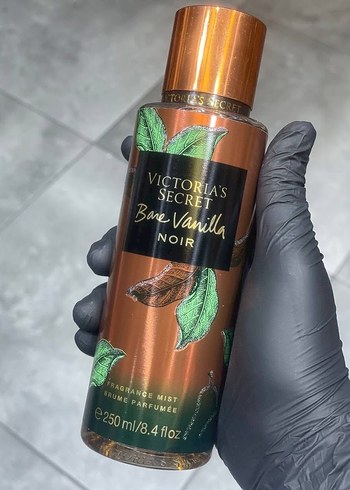 VICTORIA'S SECRET
VICTORIA'S
SECRET
Bare Vanilla
NOIR
FRAGRANCE MIST
BRUME PARFUMÉE
℮250 ml/8.4 fl oz